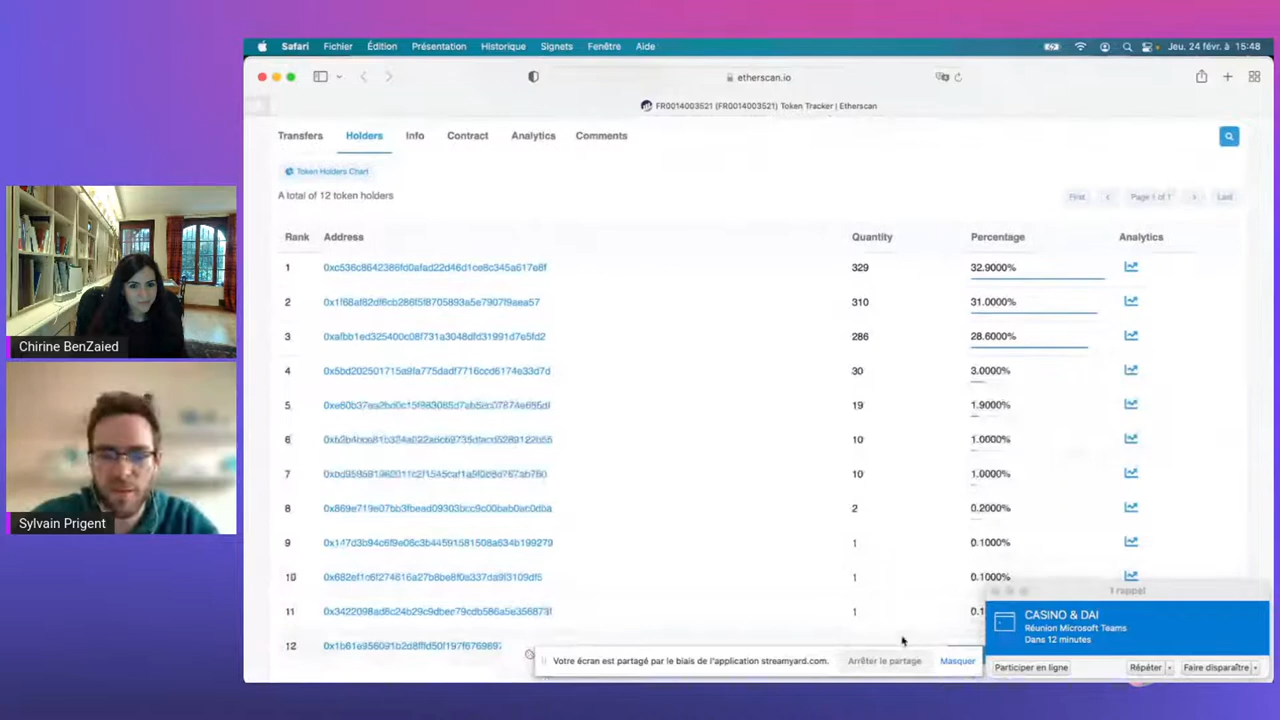 Safari Fichier Édition Présentation Historique Signets Fenêtre Aide Jeu. 24 févr. à 15:48
etherscan.io
FR0014003521 (FR0014003521) Token Tracker | Etherscan
Transfers Holders Info Contract Analytics Comments
Token Holders Chart
A total of 12 token holders
First Page 1 of 1 Last
Rank Address Quantity Percentage Analytics
1 329 32.9000%
2 310 31.0000%
3 286 28.6000%
4 30 3.0000%
5 19 1.9000%
6 10 1.0000%
7 10 1.0000%
8 2 0.2000%
9 1 0.1000%
10 1 0.1000%
11 1
12
Chirine BenZaied
Sylvain Prigent
1 rappel
CASINO & DAI
Réunion Microsoft Teams
Dans 12 minutes
Participer en ligne Répéter Faire disparaître
Votre écran est partagé par le biais de l'application streamyard.com. Arrêter le partage Masquer